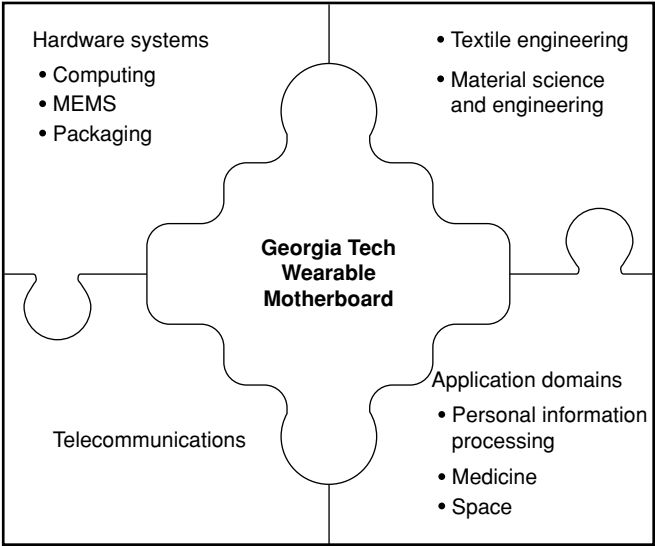 Hardware systems
• Computing
• MEMS
• Packaging
• Textile engineering
• Material science
and engineering
Georgia Tech
Wearable
Motherboard
Telecommunications
Application domains
• Personal information
processing
• Medicine
• Space